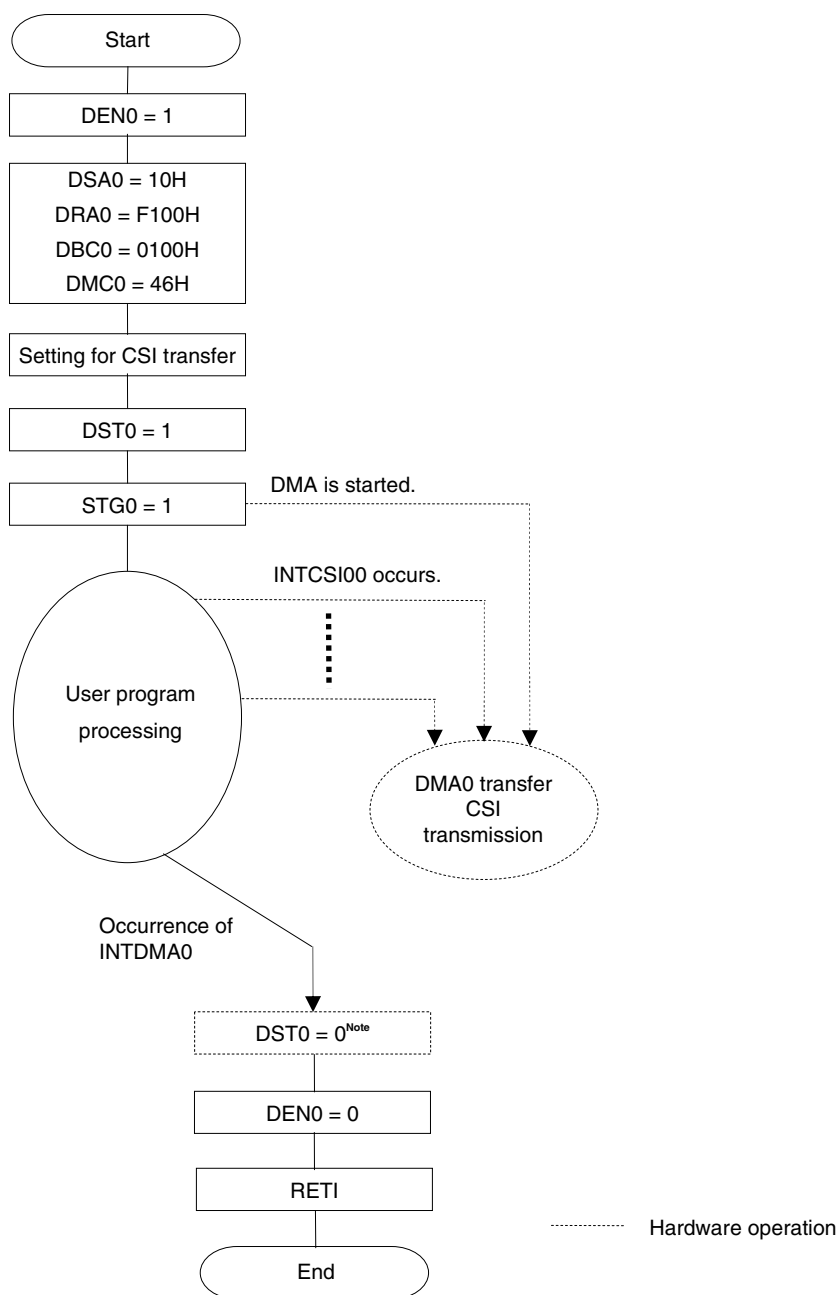 Start
DEN0 = 1
DSA0 = 10H
DRA0 = F100H
DBC0 = 0100H
DMC0 = 46H
Setting for CSI transfer
DST0 = 1
STG0 = 1
DMA is started.
INTCSI00 occurs.
User program
processing
DMA0 transfer
CSI
transmission
Occurrence of
INTDMA0
DST0 = 0Note
DEN0 = 0
RETI
Hardware operation
End